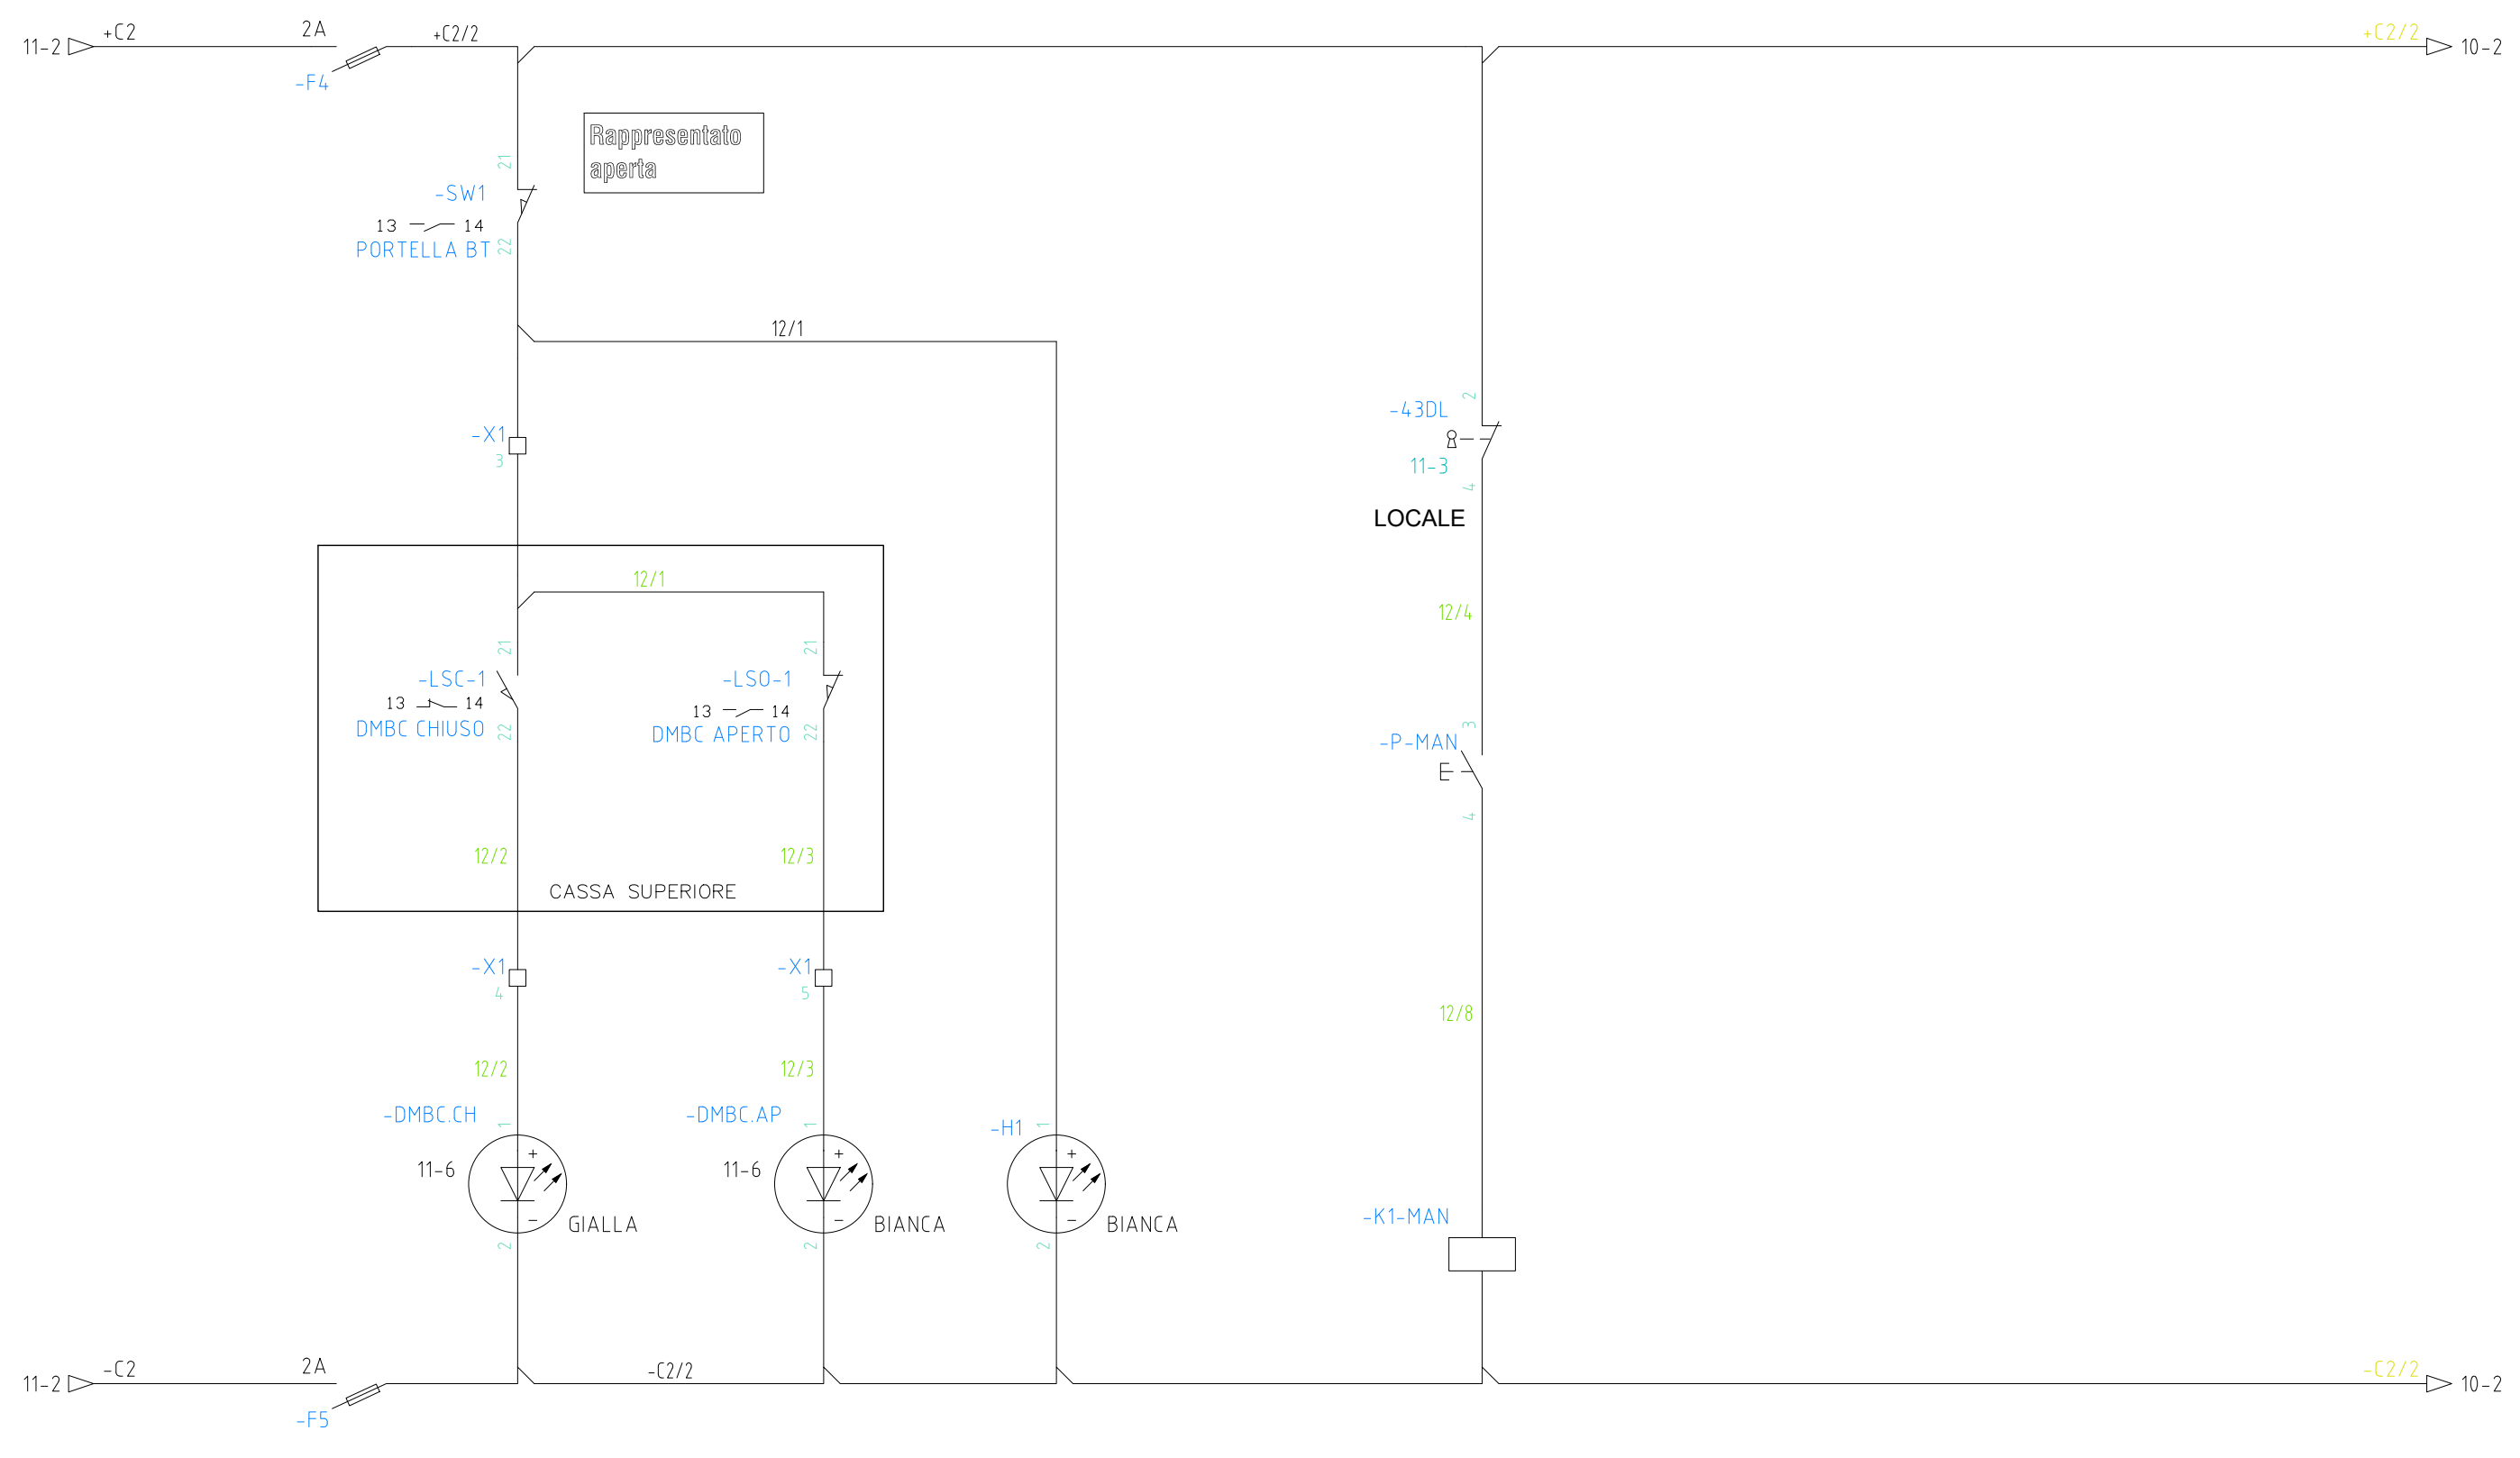 11-2
+C2
2A
-F4
+C2/2
+C2/2
10-2
Rappresentato
aperta
21
-SW1
13 14
PORTELLA BT
22
12/1
-X1
3
2
-43DL
11-3
4
LOCALE
12/1
12/4
21
-LSC-1
13 14
DMBC CHIUSO
22
21
-LSO-1
13 14
DMBC APERTO
22
3
-P-MAN
4
12/2
12/3
CASSA SUPERIORE
-X1
4
-X1
5
12/8
12/2
12/3
-DMBC.CH
1
11-6
+
-
GIALLA
2
-DMBC.AP
1
11-6
+
-
BIANCA
2
-H1
1
+
-
BIANCA
2
-K1-MAN
11-2
-C2
2A
-F5
-C2/2
-C2/2
10-2